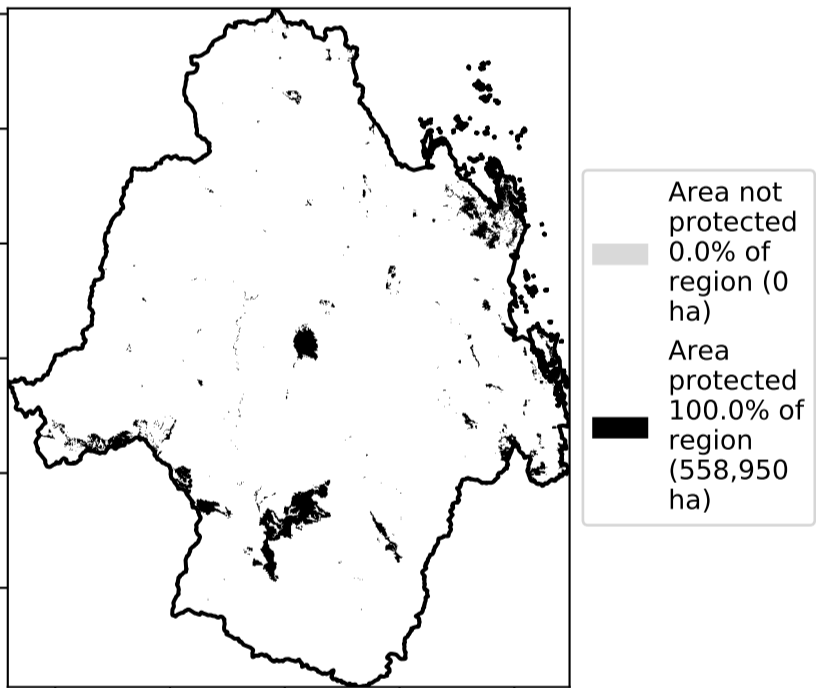 Area not
protected
0.0% of
region (0
ha)
Area
protected
100.0% of
region
(558,950
ha)